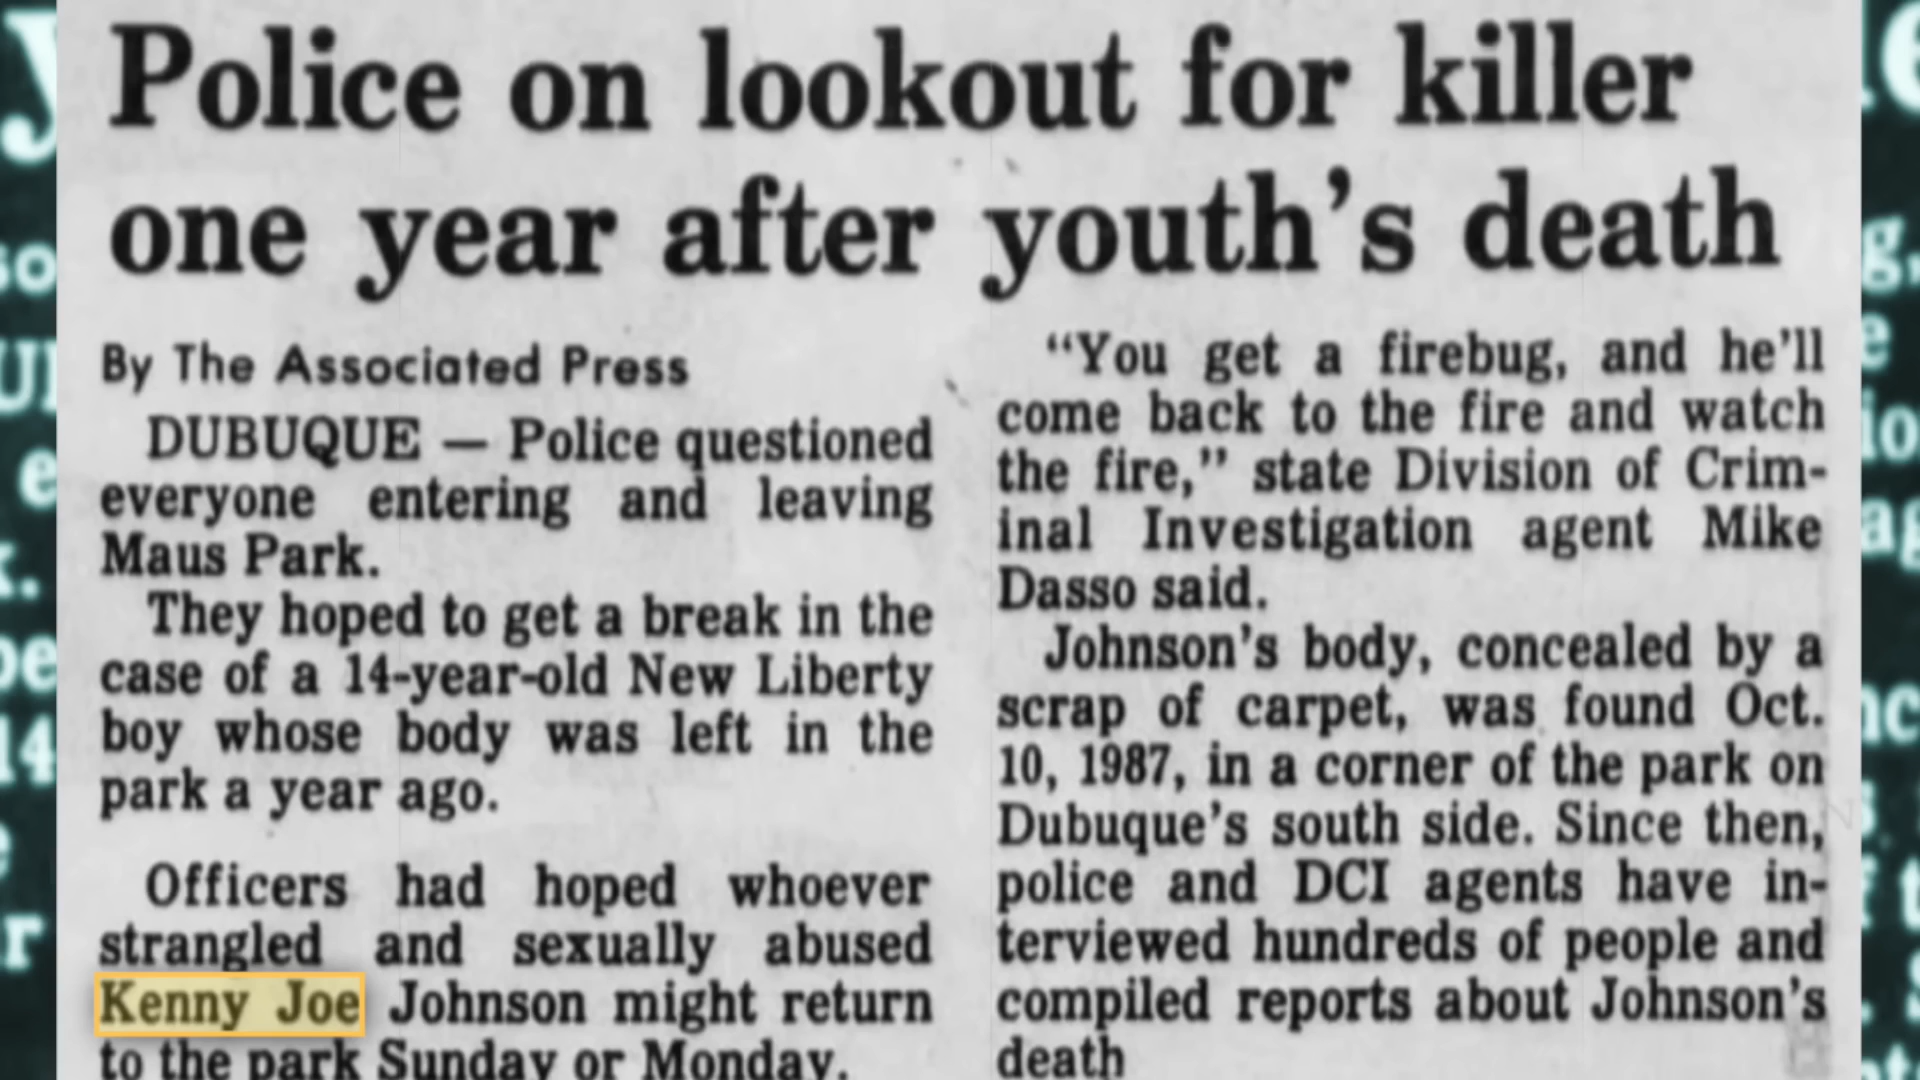 Police on lookout for killer
one year after youth's death
By The Associated Press
DUBUQUE — Police questioned
everyone entering and leaving
Maus Park.
They hoped to get a break in the
case of a 14-year-old New Liberty
boy whose body was left in the
park a year ago.
Officers had hoped whoever
strangled and sexually abused
Kenny Joe Johnson might return
to the park Sunday or Monday.
"You get a firebug, and he'll
come back to the fire and watch
the fire," state Division of Crim-
inal Investigation agent Mike
Dasso said.
Johnson's body, concealed by a
scrap of carpet, was found Oct.
10, 1987, in a corner of the park on
Dubuque's south side. Since then,
police and DCI agents have in-
terviewed hundreds of people and
compiled reports about Johnson's
death